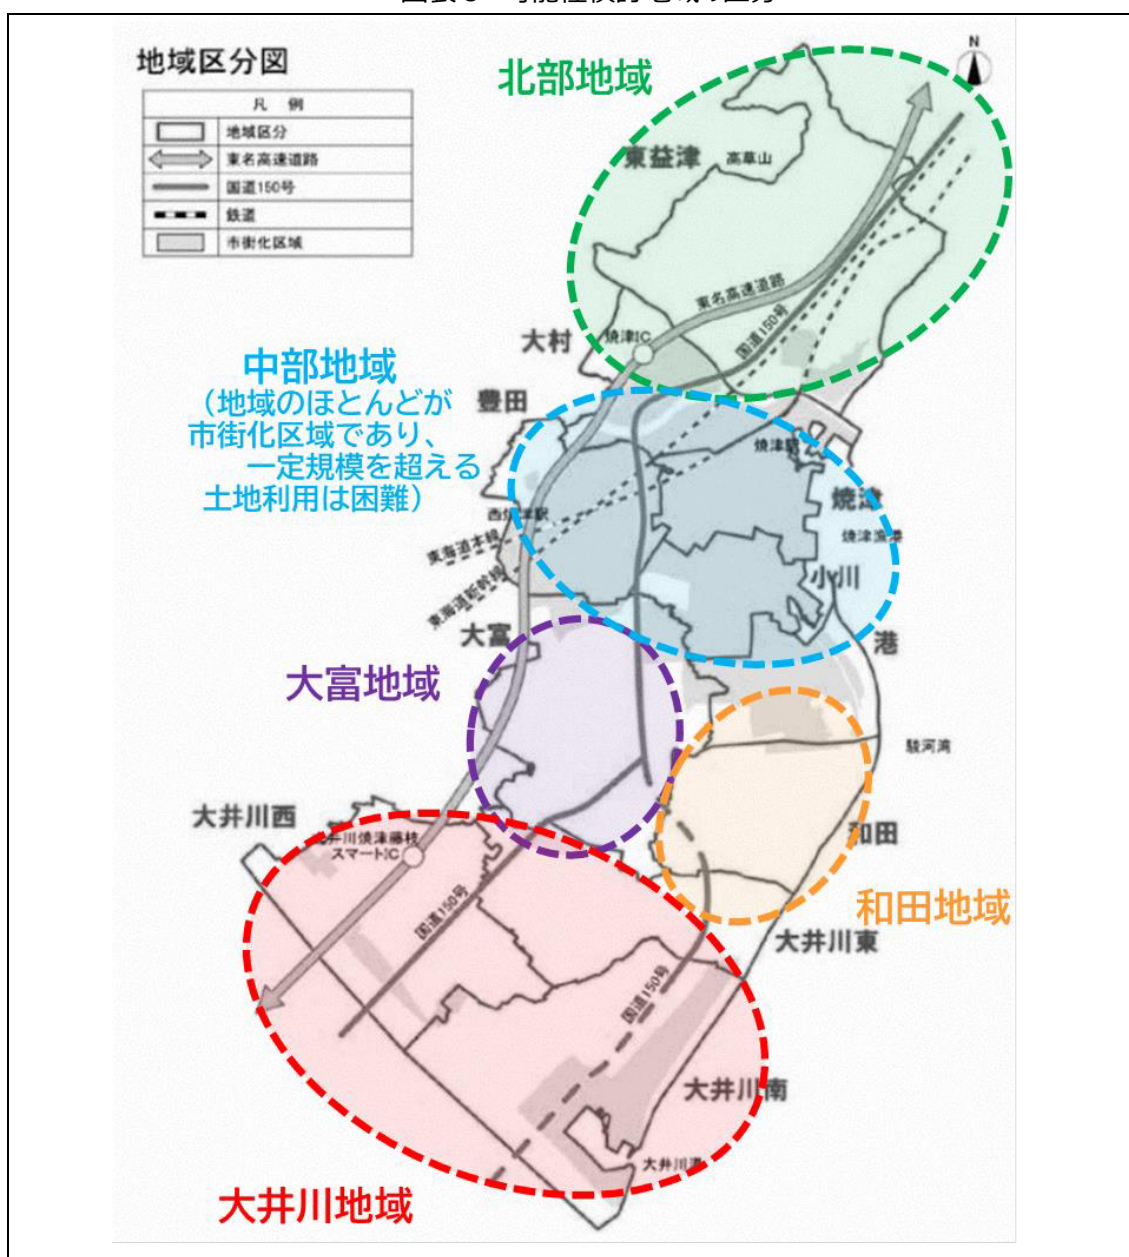 地域区分図
凡 例
地域区分
東名高速道路
国道150号
鉄道
市街化区域
北部地域
N
東益津
高草山
東名高速道路
国道150号
焼津IC
大村
中部地域
(地域のほとんどが
市街化区域であり、
一定規模を超える
土地利用は困難)
豊田
焼津駅
焼津
焼津漁港
西焼津駅
東海道本線
東海道新幹線
小川
大富
港
大富地域
駿河湾
和田
和田地域
大井川西
大井川焼津藤枝
スマートIC
国道150号
大井川東
国道150号
大井川南
大井川港
大井川地域